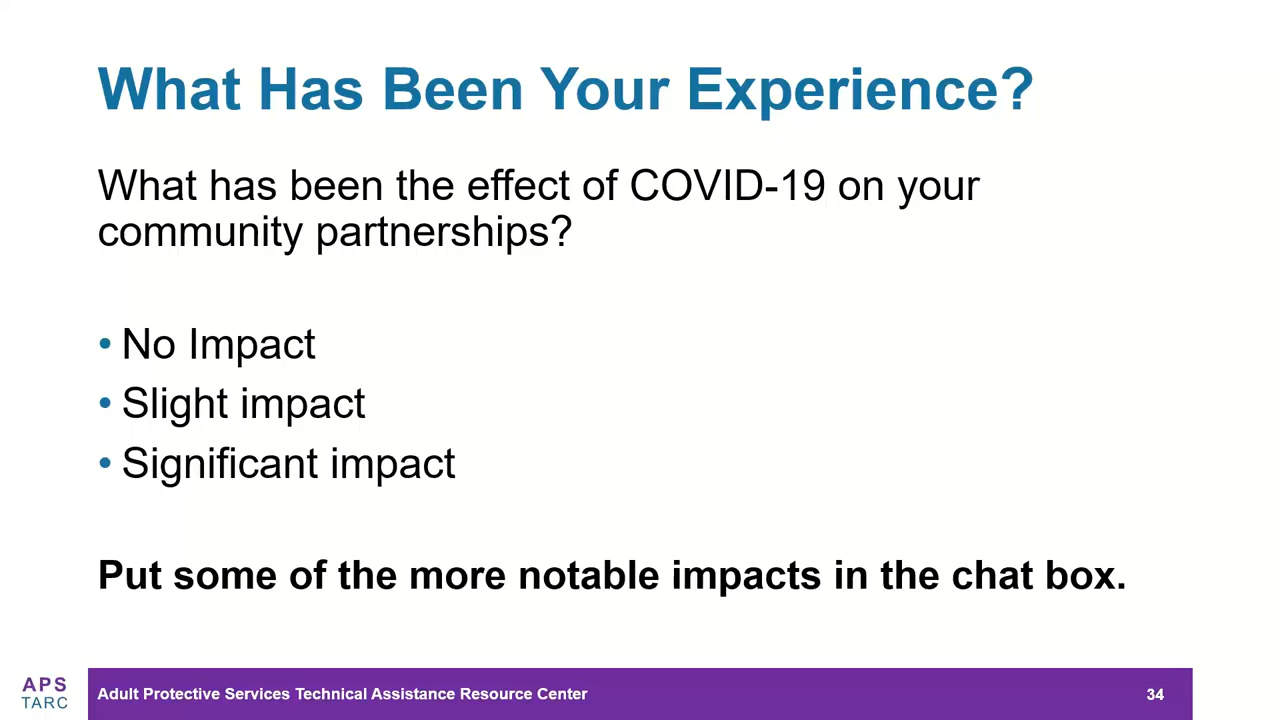 What Has Been Your Experience?
What has been the effect of COVID-19 on your
community partnerships?
• No Impact
• Slight impact
• Significant impact
Put some of the more notable impacts in the chat box.
APS
TARC
Adult Protective Services Technical Assistance Resource Center
34